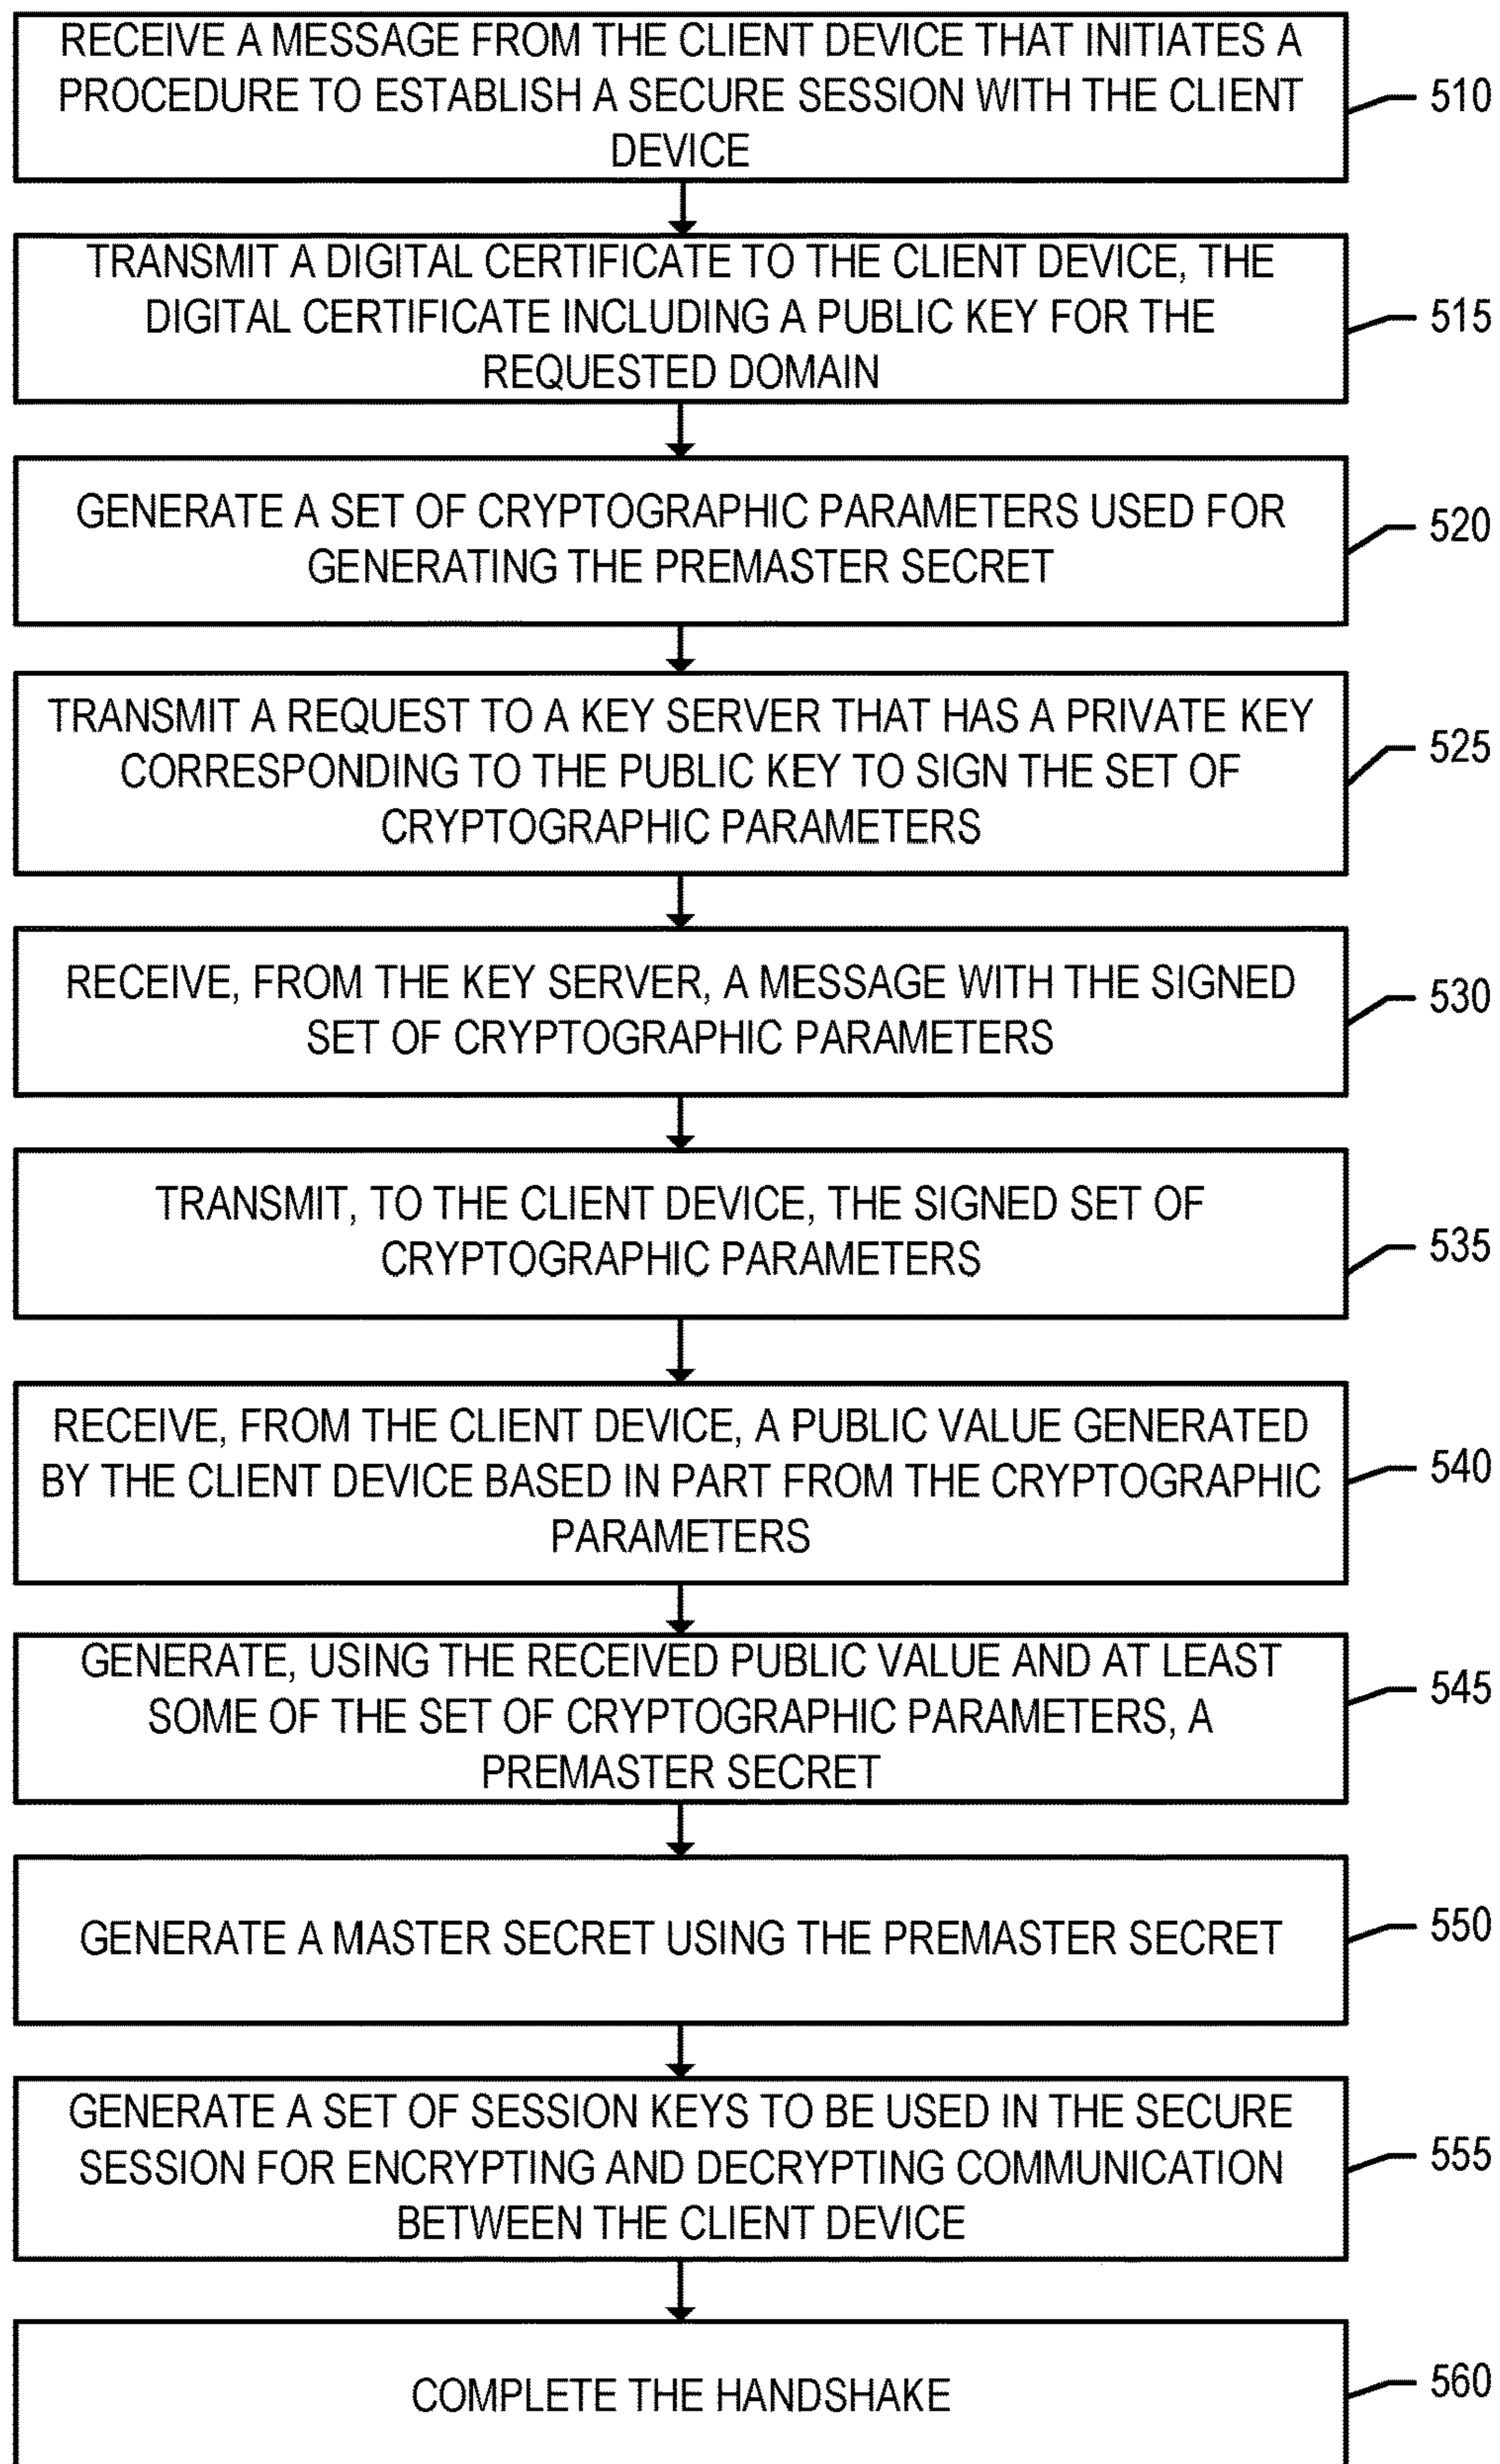 RECEIVE A MESSAGE FROM THE CLIENT DEVICE THAT INITIATES A
PROCEDURE TO ESTABLISH A SECURE SESSION WITH THE CLIENT
DEVICE
510
TRANSMIT A DIGITAL CERTIFICATE TO THE CLIENT DEVICE, THE
DIGITAL CERTIFICATE INCLUDING A PUBLIC KEY FOR THE
REQUESTED DOMAIN
515
GENERATE A SET OF CRYPTOGRAPHIC PARAMETERS USED FOR
GENERATING THE PREMASTER SECRET
520
TRANSMIT A REQUEST TO A KEY SERVER THAT HAS A PRIVATE KEY
CORRESPONDING TO THE PUBLIC KEY TO SIGN THE SET OF
CRYPTOGRAPHIC PARAMETERS
525
RECEIVE, FROM THE KEY SERVER, A MESSAGE WITH THE SIGNED
SET OF CRYPTOGRAPHIC PARAMETERS
530
TRANSMIT, TO THE CLIENT DEVICE, THE SIGNED SET OF
CRYPTOGRAPHIC PARAMETERS
535
RECEIVE, FROM THE CLIENT DEVICE, A PUBLIC VALUE GENERATED
BY THE CLIENT DEVICE BASED IN PART FROM THE CRYPTOGRAPHIC
PARAMETERS
540
GENERATE, USING THE RECEIVED PUBLIC VALUE AND AT LEAST
SOME OF THE SET OF CRYPTOGRAPHIC PARAMETERS, A
PREMASTER SECRET
545
GENERATE A MASTER SECRET USING THE PREMASTER SECRET
550
GENERATE A SET OF SESSION KEYS TO BE USED IN THE SECURE
SESSION FOR ENCRYPTING AND DECRYPTING COMMUNICATION
BETWEEN THE CLIENT DEVICE
555
COMPLETE THE HANDSHAKE
560